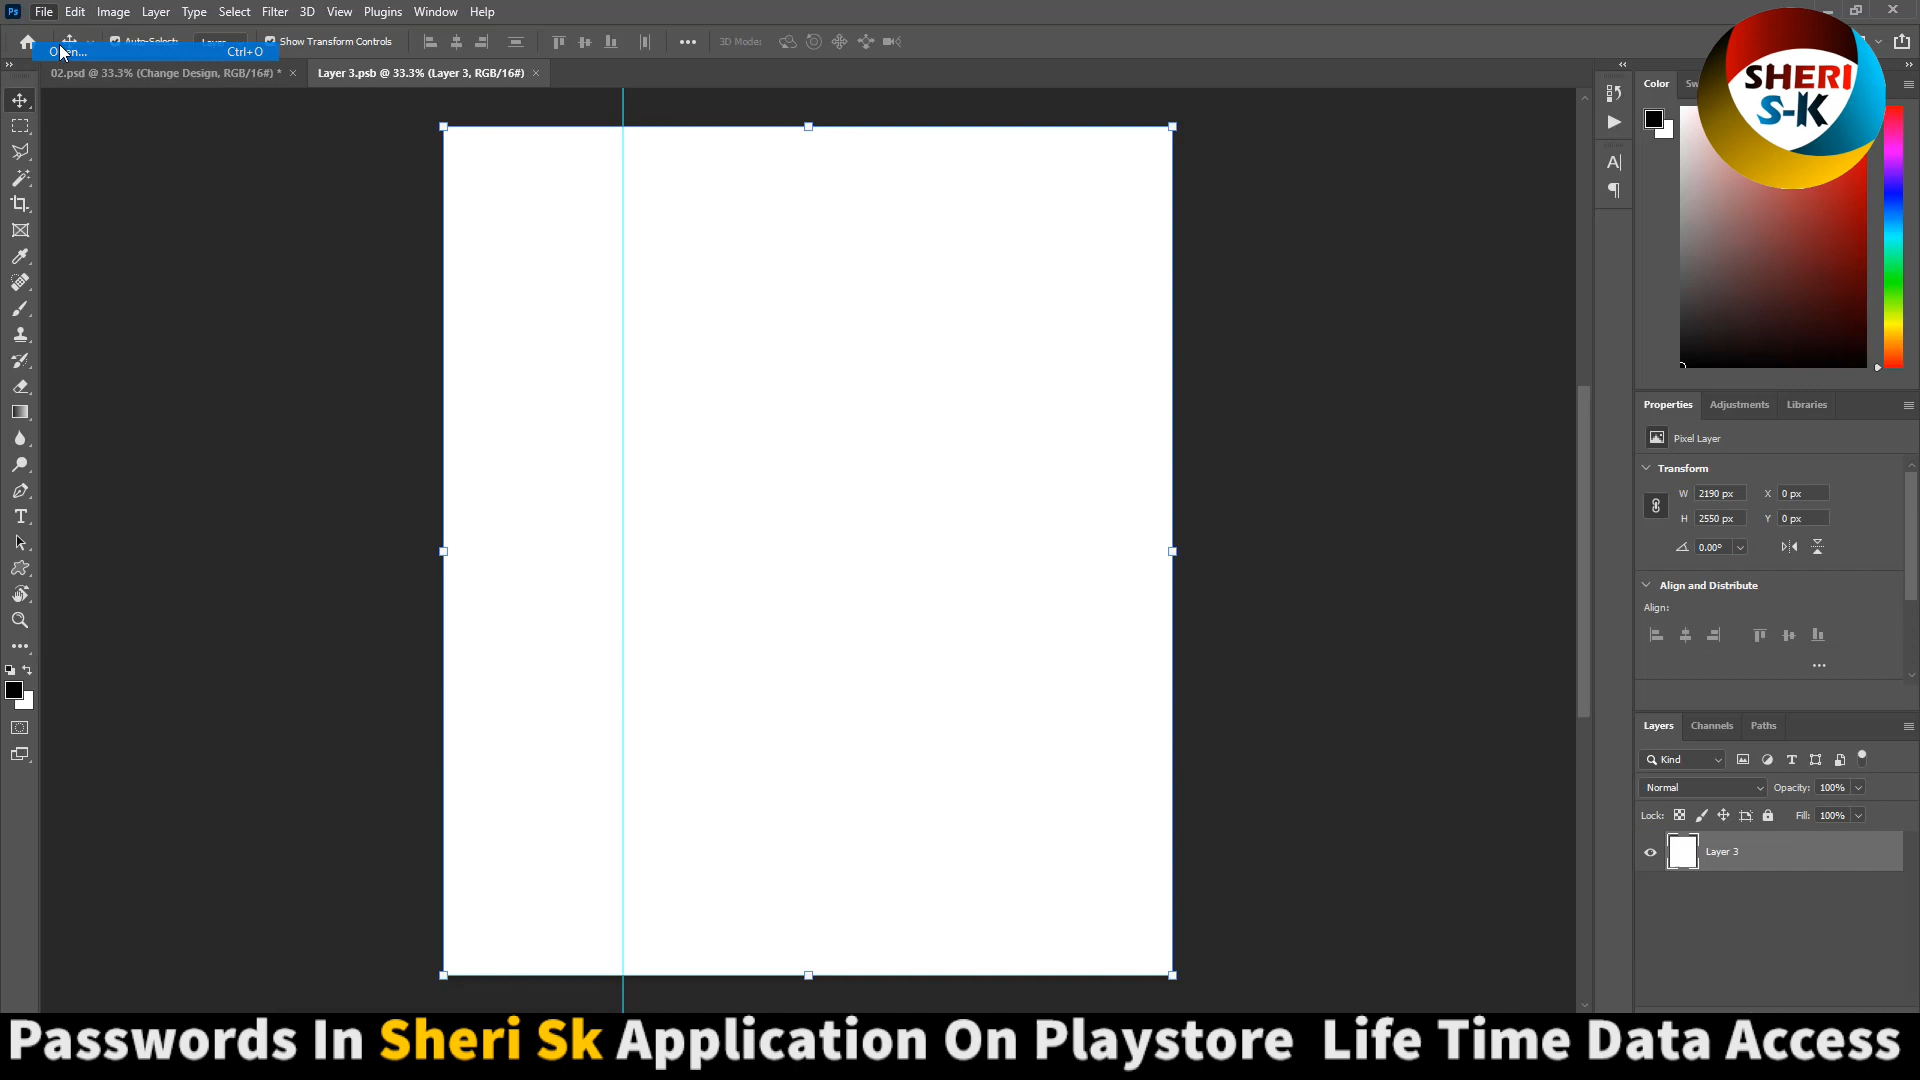 File Edit Image Layer Type Select Filter 3D View Plugins Window Help
Open... Ctrl+O
Show Transform Controls
3D Mode:
02.psd @ 33.3% (Change Design, RGB/16#) *
Layer 3.psb @ 33.3% (Layer 3, RGB/16#)
Color
SHERI
S-K
Properties Adjustments Libraries
Pixel Layer
Transform
W 2190 px X 0 px
H 2550 px Y 0 px
0.00°
Align and Distribute
Align:
Layers Channels Paths
Kind
Normal Opacity: 100%
Lock: Fill: 100%
Layer 3
Passwords In Sheri Sk Application On Playstore Life Time Data Access